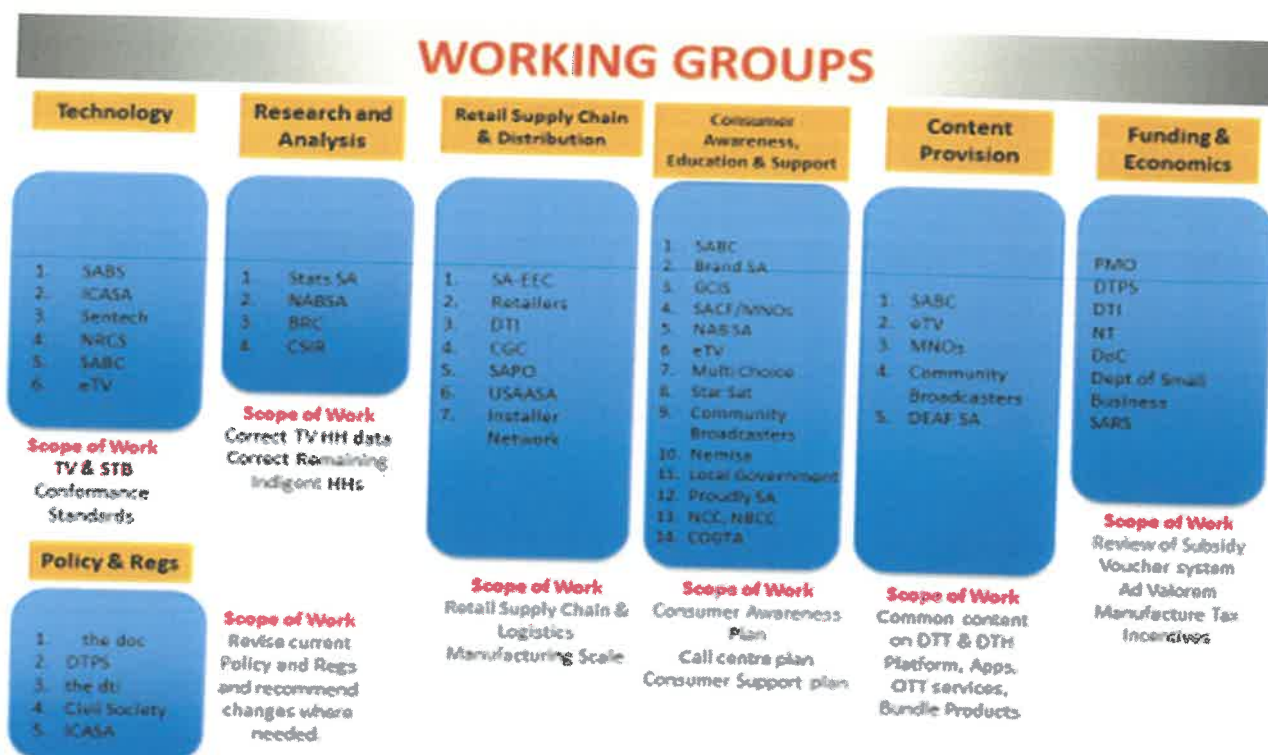 WORKING GROUPS
Technology
1. SABS
2. ICASA
3. Sentech
4. NRCS
5. SABC
6. eTV
Scope of Work
TV & STB
Conformance
Standards
Policy & Regs
1. the doc
2. DTPS
3. the dti
4. Civil Society
5. ICASA
Scope of Work
Revise current
Policy and Regs
and recommend
changes where
needed.
Research and
Analysis
1 Stats SA
2. NABSA
3. BRC
4. CSIR
Scope of Work
Correct TV HH data
Correct Remaining
Indigent HHs
Retail Supply Chain
& Distribution
1. SA-EEC
2. Retailers
3. DTI
4. CGC
5. SAPO
6. USAASA
7. Installer
Network
Scope of Work
Retail Supply Chain &
Logistics
Manufacturing Scale
Consumer
Awareness,
Education & Support
1. SABC
2. Brand SA
3. GCIS
4. SACF/MNOs
5. NAB SA
6. eTV
7. Multi Choice
8. Star Sat
9. Community
Broadcasters
10. Nemisa
11. Local Government
12. Proudly SA
13. NCC, NBCC
14. COGTA
Scope of Work
Consumer Awareness
Plan
Call centre plan
Consumer Support plan
Content
Provision
1. SABC
2. eTV
3. MNOs
4. Community
Broadcasters
5. DEAF SA
Scope of Work
Common content
on DTT & DTH
Platform, Apps,
OTT services,
Bundle Products
Funding &
Economics
PMO
DTPS
DTI
NT
DoC
Dept of Small
Business
SARS
Scope of Work
Review of Subsidy
Voucher system
Ad Valorem
Manufacture Tax
Incentives